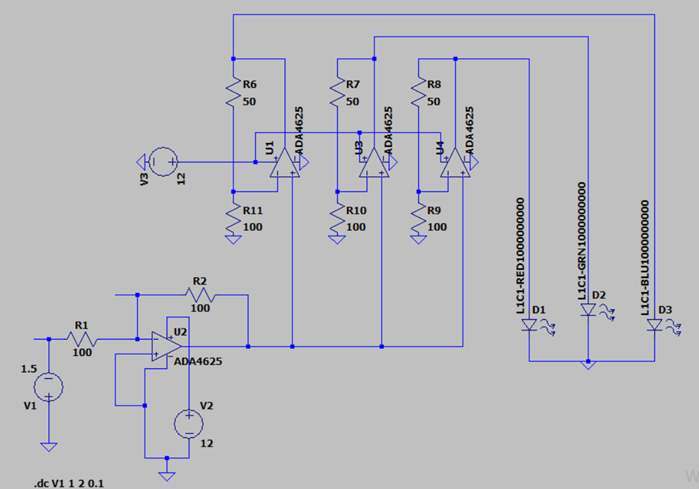 R6
50
R7
50
R8
50
U1
ADA4625
U3
ADA4625
U4
ADA4625
V3
12
R11
100
R10
100
R9
100
L1C1-RED1000000000
D1
L1C1-GRN1000000000
D2
L1C1-BLU1000000000
D3
R2
100
R1
100
U2
ADA4625
1.5
V1
V2
12
.dc V1 1 2 0.1
W